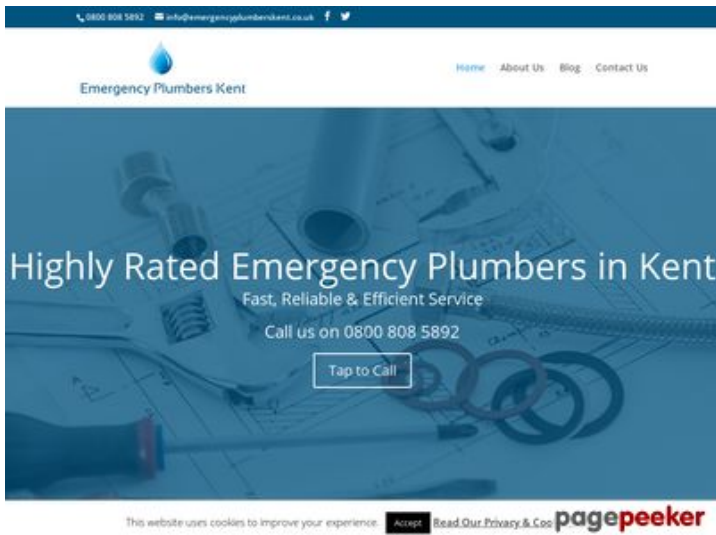 0800 808 5892 info@emergencyplumberskent.co.uk
Emergency Plumbers Kent
Home About Us Blog Contact Us
Highly Rated Emergency Plumbers in Kent
Fast, Reliable & Efficient Service
Call us on 0800 808 5892
Tap to Call
This website uses cookies to improve your experience. Accept Read Our Privacy & Coo
pagepeeker